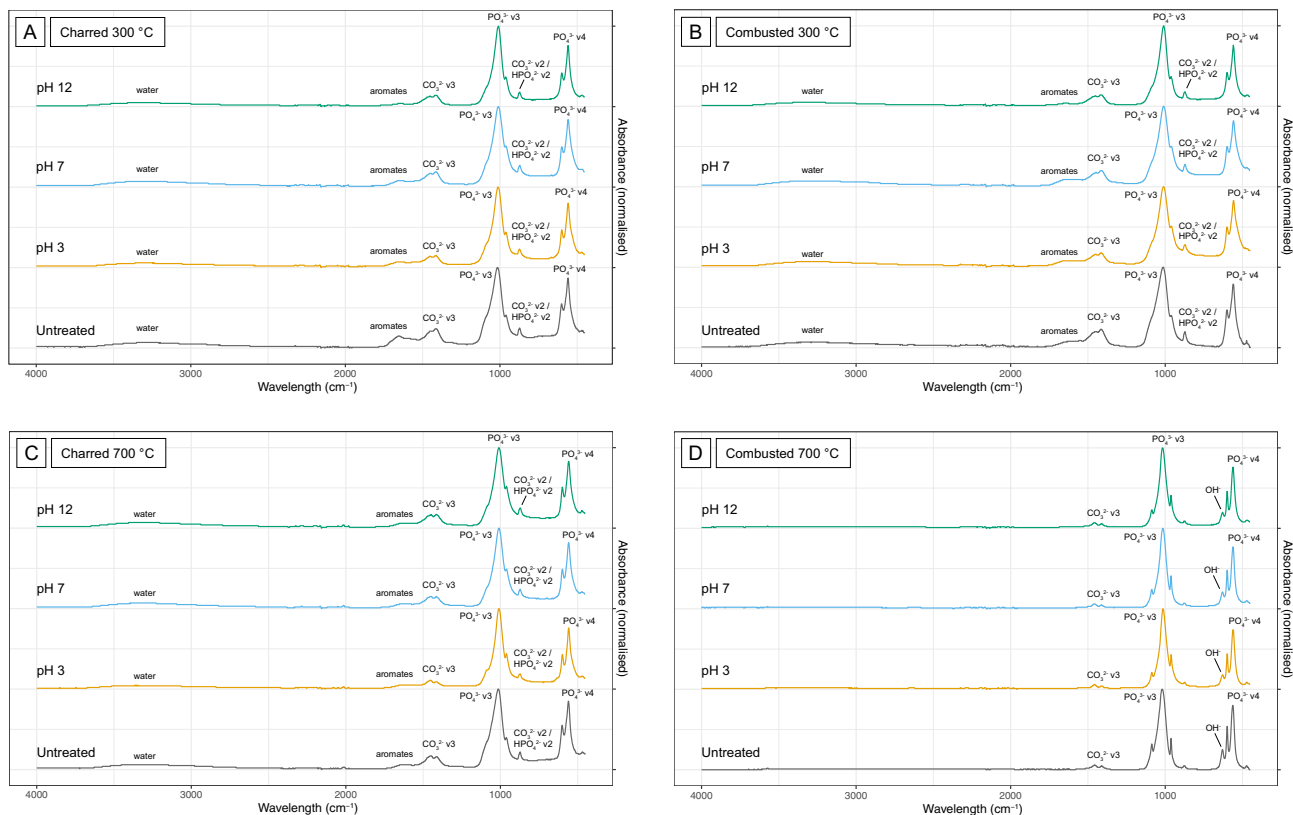 A Charred 300 °C
PO₄³⁻ v3
PO₄³⁻ v4
CO₃²⁻ v2 /
HPO₄²⁻ v2
pH 12
water
aromates
CO₃²⁻ v3
PO₄³⁻ v3
PO₄³⁻ v4
CO₃²⁻ v2 /
HPO₄²⁻ v2
pH 7
water
aromates
CO₃²⁻ v3
PO₄³⁻ v3
PO₄³⁻ v4
CO₃²⁻ v2 /
HPO₄²⁻ v2
pH 3
water
aromates
CO₃²⁻ v3
PO₄³⁻ v3
PO₄³⁻ v4
CO₃²⁻ v2 /
HPO₄²⁻ v2
Untreated
water
aromates
CO₃²⁻ v3
4000 3000 2000 1000
Wavelength (cm⁻¹)
Absorbance (normalised)
B Combusted 300 °C
PO₄³⁻ v3
PO₄³⁻ v4
CO₃²⁻ v2 /
HPO₄²⁻ v2
pH 12
water
aromates
CO₃²⁻ v3
PO₄³⁻ v3
PO₄³⁻ v4
CO₃²⁻ v2 /
HPO₄²⁻ v2
pH 7
water
aromates
CO₃²⁻ v3
PO₄³⁻ v3
PO₄³⁻ v4
CO₃²⁻ v2 /
HPO₄²⁻ v2
pH 3
water
aromates
CO₃²⁻ v3
PO₄³⁻ v3
PO₄³⁻ v4
CO₃²⁻ v2 /
HPO₄²⁻ v2
Untreated
water
aromates
CO₃²⁻ v3
4000 3000 2000 1000
Wavelength (cm⁻¹)
Absorbance (normalised)
C Charred 700 °C
PO₄³⁻ v3
PO₄³⁻ v4
CO₃²⁻ v2 /
HPO₄²⁻ v2
pH 12
water
aromates
CO₃²⁻ v3
PO₄³⁻ v3
PO₄³⁻ v4
CO₃²⁻ v2 /
HPO₄²⁻ v2
pH 7
water
aromates
CO₃²⁻ v3
PO₄³⁻ v3
PO₄³⁻ v4
CO₃²⁻ v2 /
HPO₄²⁻ v2
pH 3
water
aromates
CO₃²⁻ v3
PO₄³⁻ v3
PO₄³⁻ v4
CO₃²⁻ v2 /
HPO₄²⁻ v2
Untreated
water
aromates
CO₃²⁻ v3
4000 3000 2000 1000
Wavelength (cm⁻¹)
Absorbance (normalised)
D Combusted 700 °C
PO₄³⁻ v3
PO₄³⁻ v4
OH⁻
pH 12
CO₃²⁻ v3
PO₄³⁻ v3
PO₄³⁻ v4
OH⁻
pH 7
CO₃²⁻ v3
PO₄³⁻ v3
PO₄³⁻ v4
OH⁻
pH 3
CO₃²⁻ v3
PO₄³⁻ v3
PO₄³⁻ v4
OH⁻
Untreated
CO₃²⁻ v3
4000 3000 2000 1000
Wavelength (cm⁻¹)
Absorbance (normalised)